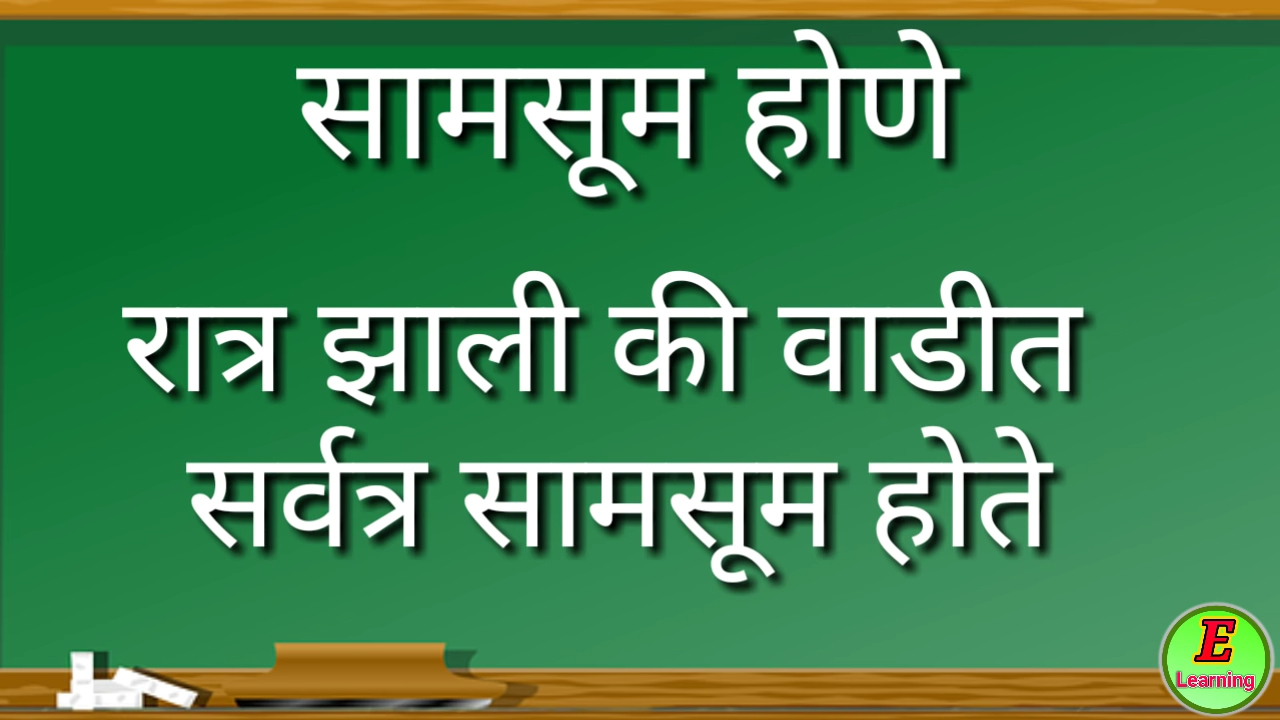 सामसूम होणे
रात्र झाली की वाडीत
सर्वत्र सामसूम होते
E
Learning